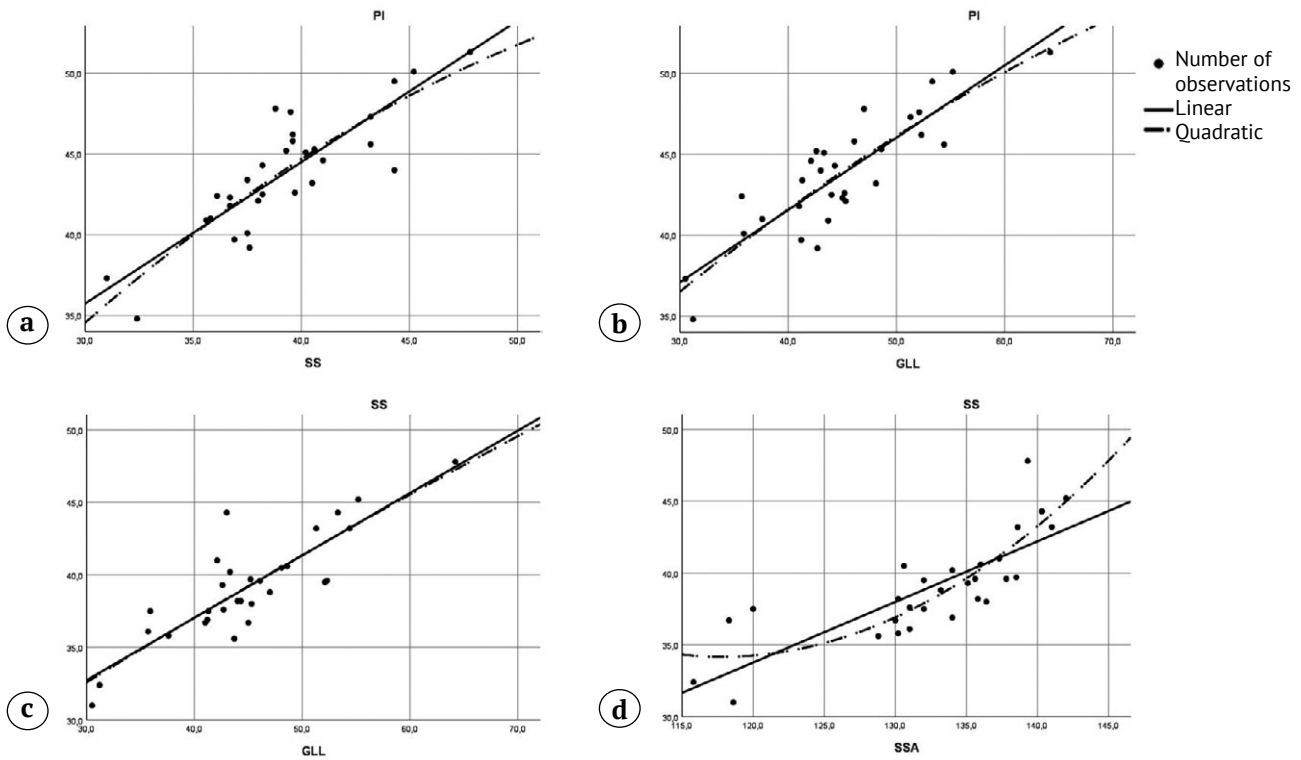 PI
50,0
45,0
40,0
35,0
30,0
35,0
40,0
45,0
50,0
SS
a
PI
50,0
45,0
40,0
35,0
30,0
40,0
50,0
60,0
70,0
GLL
b
Number of
observations
Linear
Quadratic
SS
50,0
45,0
40,0
35,0
30,0
30,0
40,0
50,0
60,0
70,0
GLL
c
SS
50,0
45,0
40,0
35,0
30,0
115,0
120,0
125,0
130,0
135,0
140,0
145,0
SSA
d